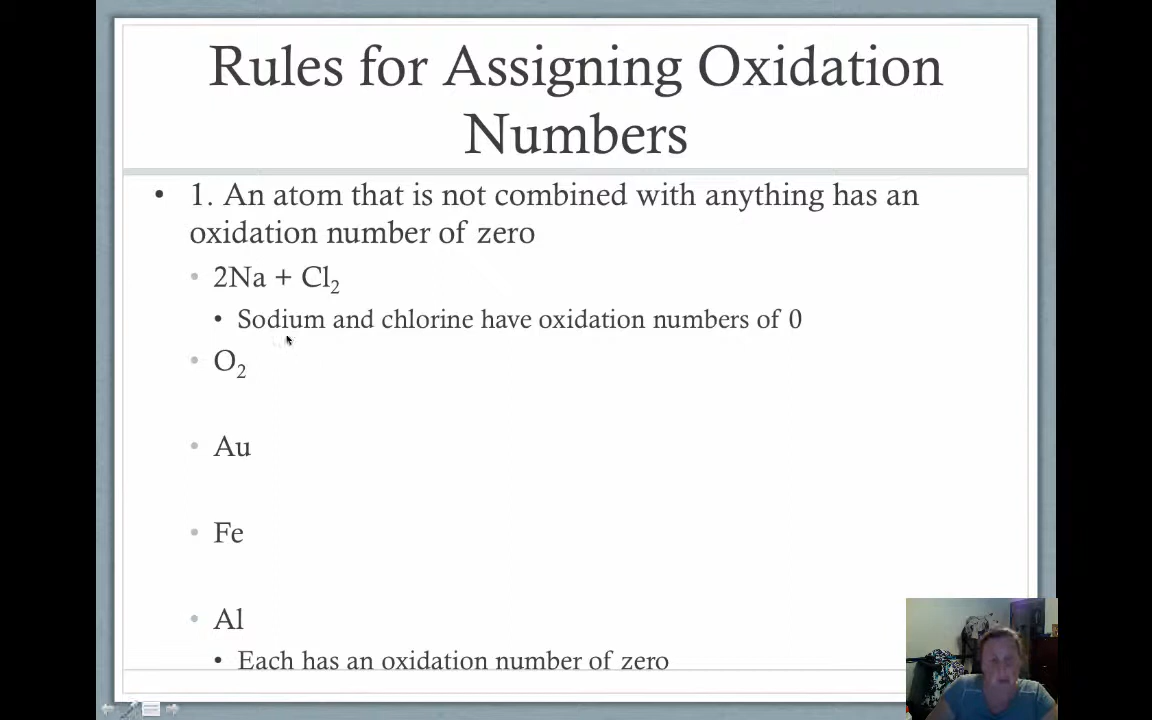 Rules for Assigning Oxidation
Numbers
• 1. An atom that is not combined with anything has an
oxidation number of zero
• 2Na + Cl₂
• Sodium and chlorine have oxidation numbers of 0
• O₂
• Au
• Fe
• Al
• Each has an oxidation number of zero